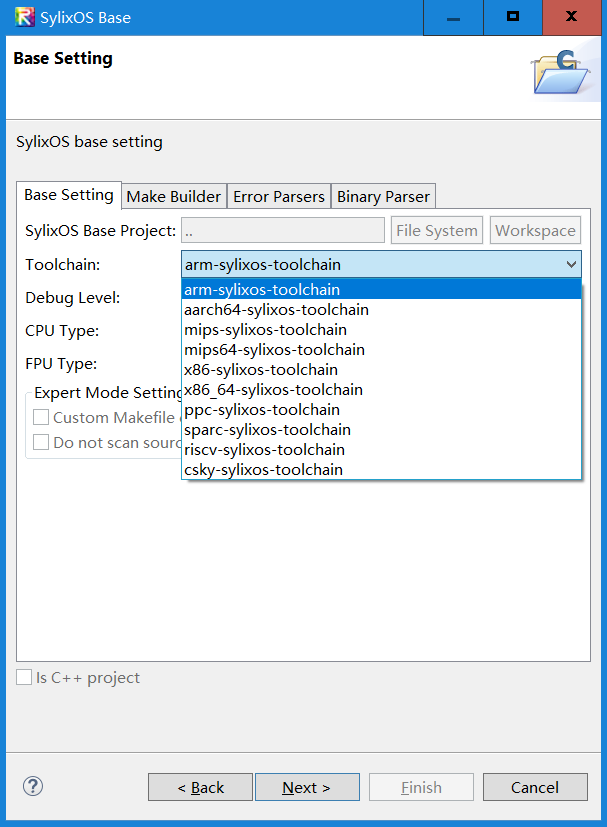 SylixOS Base
Base Setting
SylixOS base setting
Base Setting Make Builder Error Parsers Binary Parser
SylixOS Base Project: .. File System Workspace
Toolchain: arm-sylixos-toolchain
arm-sylixos-toolchain
Debug Level:
aarch64-sylixos-toolchain
CPU Type:
mips-sylixos-toolchain
mips64-sylixos-toolchain
FPU Type:
x86-sylixos-toolchain
x86_64-sylixos-toolchain
Expert Mode Setting
ppc-sylixos-toolchain
Custom Makefile
sparc-sylixos-toolchain
Do not scan sourc
riscv-sylixos-toolchain
csky-sylixos-toolchain
Is C++ project
? < Back Next > Finish Cancel